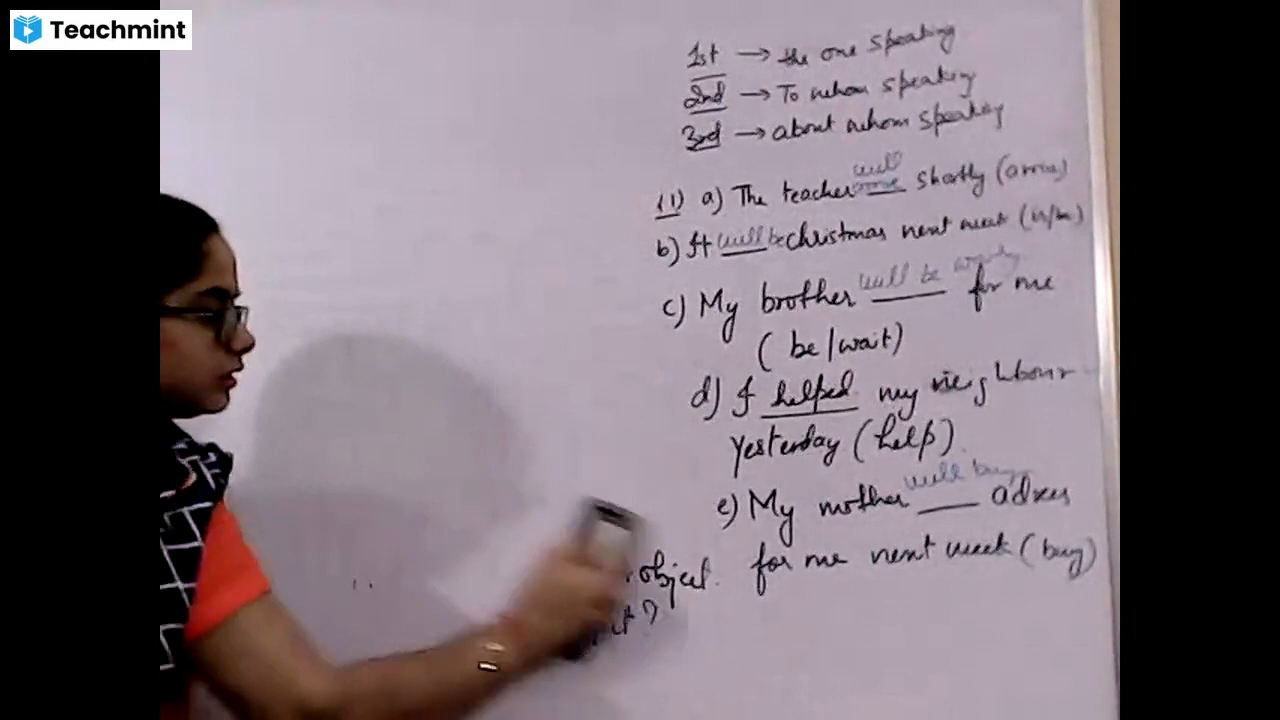 Teachmint
1st → the one speaking
2nd → To whom speaking
3rd → about whom speaking
(1) a) The teacher will shortly (arrive)
b) It will be christmas next week (is/be)
c) My brother will be waiting for me
(be/wait)
d) I helped my neighbour
yesterday (help)
e) My mother will buy a dress
for me next week (buy)
object.